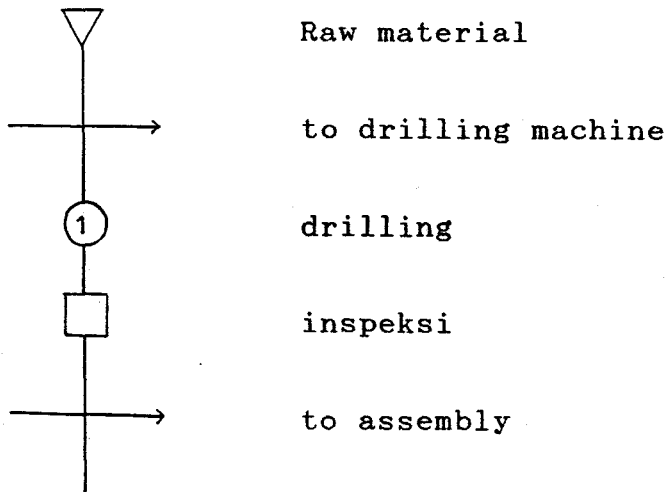 Raw material
to drilling machine
1
drilling
inspeksi
to assembly